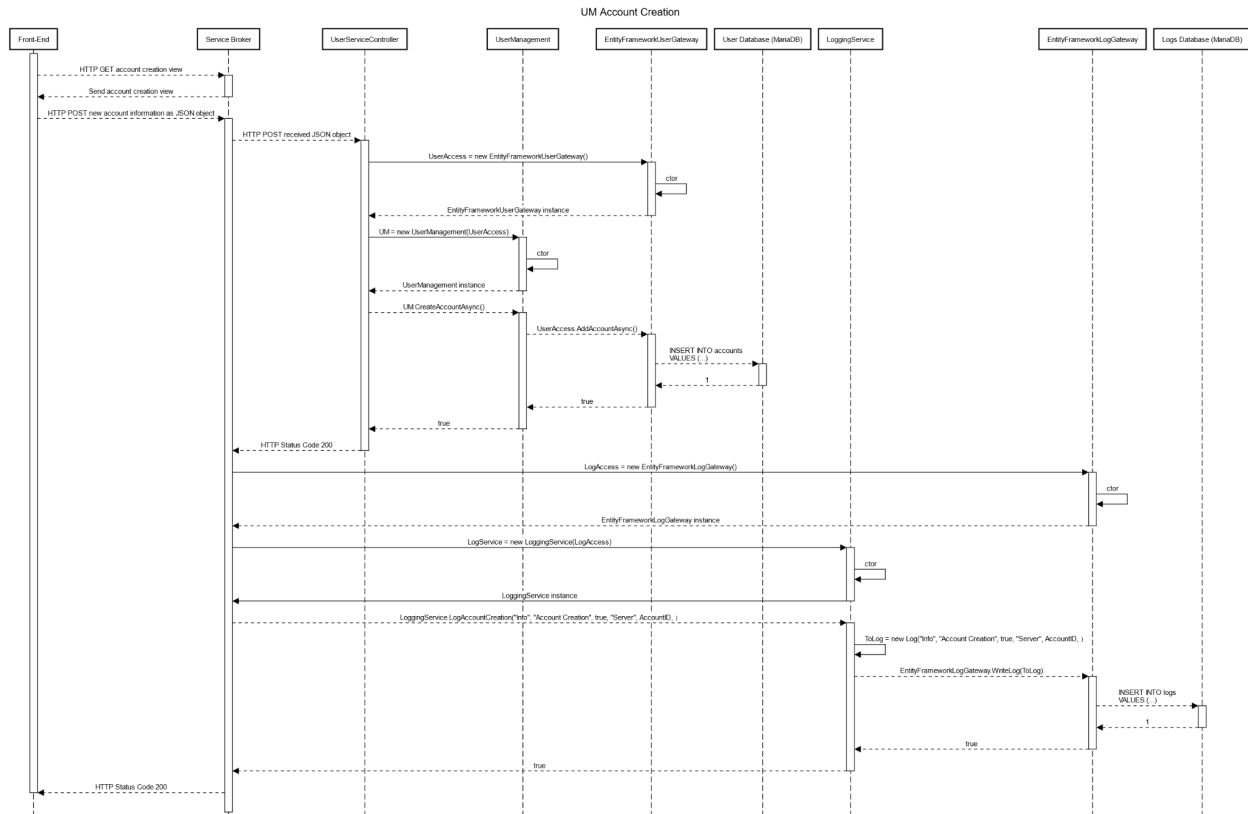 UM Account Creation
Front-End
Service Broker
UserServiceController
UserManagement
EntityFrameworkUserGateway
User Database (MariaDB)
LoggingService
EntityFrameworkLogGateway
Logs Database (MariaDB)
HTTP GET account creation view
Send account creation view
HTTP POST new account information as JSON object
HTTP POST received JSON object
UserAccess = new EntityFrameworkUserGateway()
ctor
EntityFrameworkUserGateway instance
UM = new UserManagement(UserAccess)
ctor
UserManagement instance
UM.CreateAccountAsync()
UserAccess.AddAccountAsync()
INSERT INTO accounts
VALUES (...)
1
true
true
HTTP Status Code 200
LogAccess = new EntityFrameworkLogGateway()
ctor
EntityFrameworkLogGateway instance
LogService = new LoggingService(LogAccess)
ctor
LoggingService instance
LoggingService.LogAccountCreation("Info", "Account Creation", true, "Server", AccountID, )
ToLog = new Log("Info", "Account Creation", true, "Server", AccountID, )
EntityFrameworkLogGateway.WriteLog(ToLog)
INSERT INTO logs
VALUES (...)
1
true
true
HTTP Status Code 200